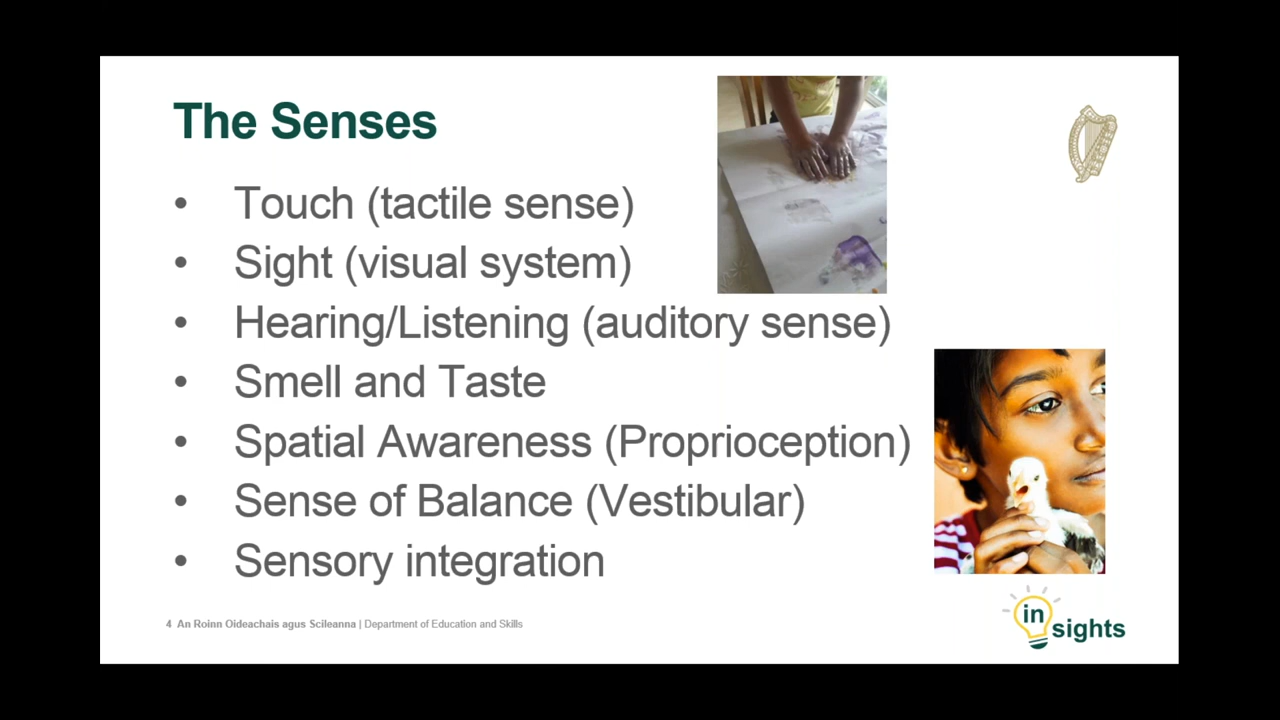 The Senses
• Touch (tactile sense)
• Sight (visual system)
• Hearing/Listening (auditory sense)
• Smell and Taste
• Spatial Awareness (Proprioception)
• Sense of Balance (Vestibular)
• Sensory integration
4 An Roinn Oideachais agus Scileanna | Department of Education and Skills
in
sights